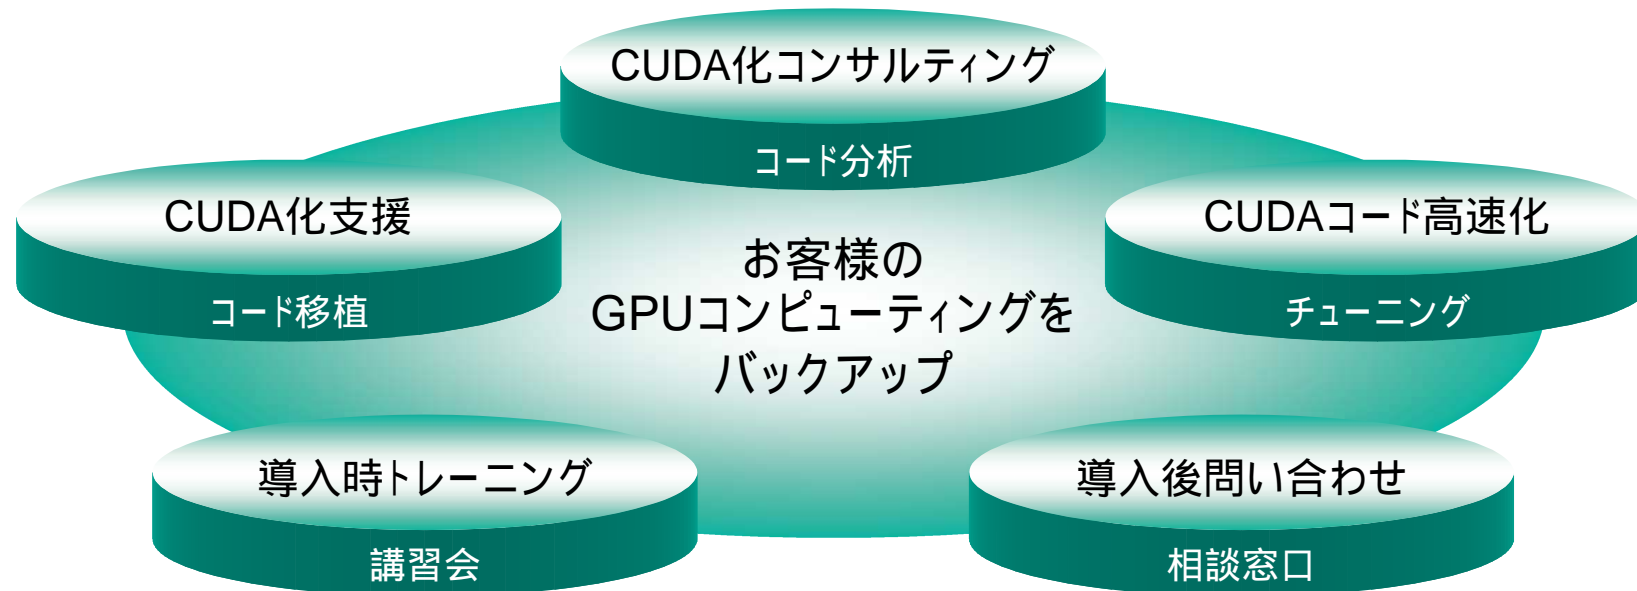 CUDA化コンサルティング
コード分析
CUDA化支援
コード移植
CUDAコード高速化
チューニング
お客様の
GPUコンピューティングを
バックアップ
導入時トレーニング
講習会
導入後問い合わせ
相談窓口